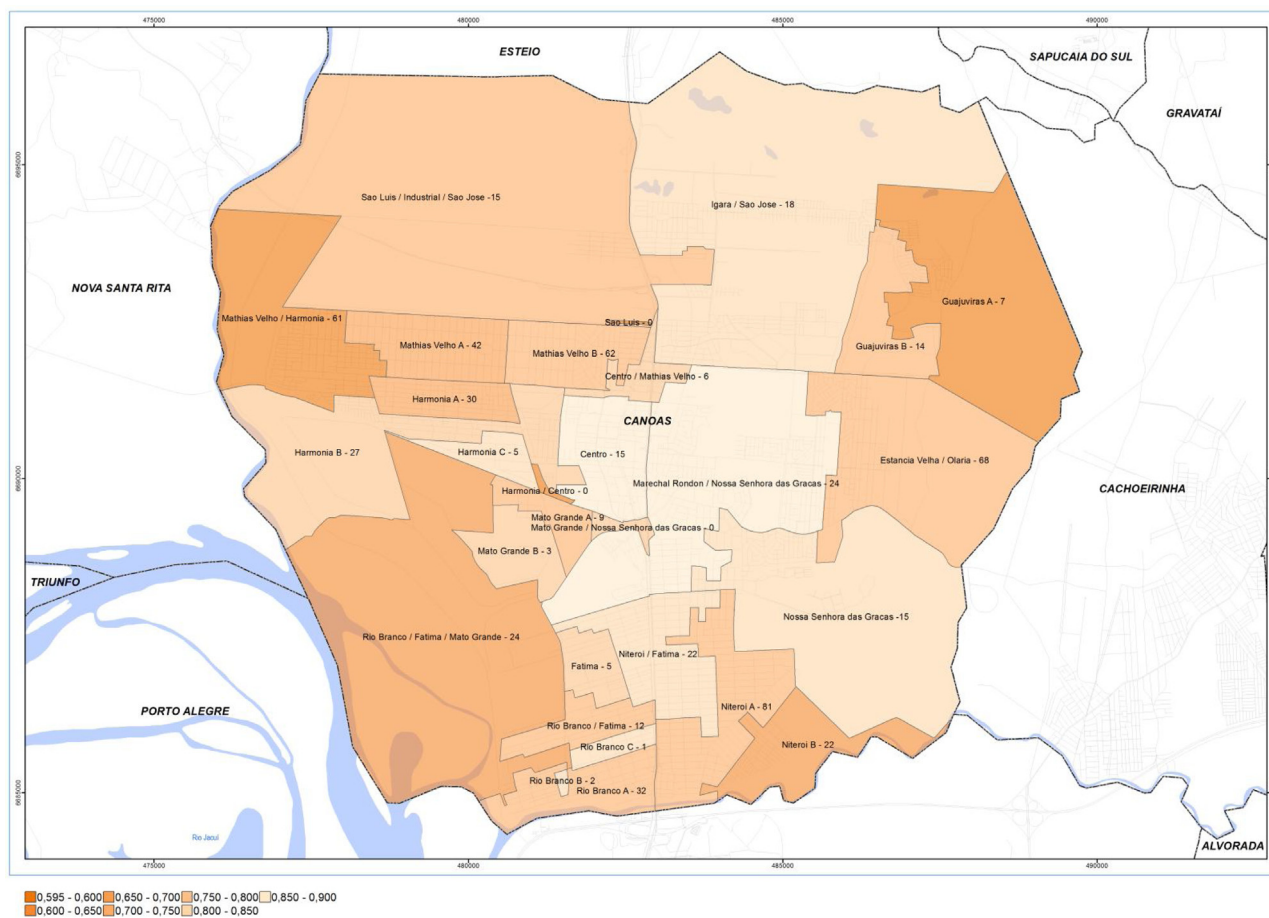 475000 480000 485000 490000
ESTEIO
SAPUCAIA DO SUL
GRAVATAÍ
6695000
Sao Luis / Industrial / Sao Jose -15
Igara / Sao Jose - 18
NOVA SANTA RITA
Guajuviras A - 7
Mathias Velho / Harmonia - 61
Sao Luis - 0
Mathias Velho A - 42
Guajuviras B - 14
Mathias Velho B - 62
Centro / Mathias Velho - 6
Harmonia A - 30
CANOAS
Harmonia B - 27
Harmonia C - 5
Centro - 15
Estancia Velha / Olaria - 68
6690000
Marechal Rondon / Nossa Senhora das Gracas - 24
CACHOEIRINHA
Harmonia / Centro - 0
Mato Grande A - 9
Mato Grande / Nossa Senhora das Gracas - 0
Mato Grande B - 3
TRIUNFO
Nossa Senhora das Gracas -15
Rio Branco / Fatima / Mato Grande - 24
Niteroi / Fatima - 22
Fatima - 5
Niteroi A - 81
PORTO ALEGRE
Rio Branco / Fatima - 12
Rio Branco C - 1
Niteroi B - 22
Rio Branco B - 2
Rio Branco A - 32
6685000
Rio Jacuí
ALVORADA
475000 480000 485000 490000
0,595 - 0,600 0,650 - 0,700 0,750 - 0,800 0,850 - 0,900
0,600 - 0,650 0,700 - 0,750 0,800 - 0,850